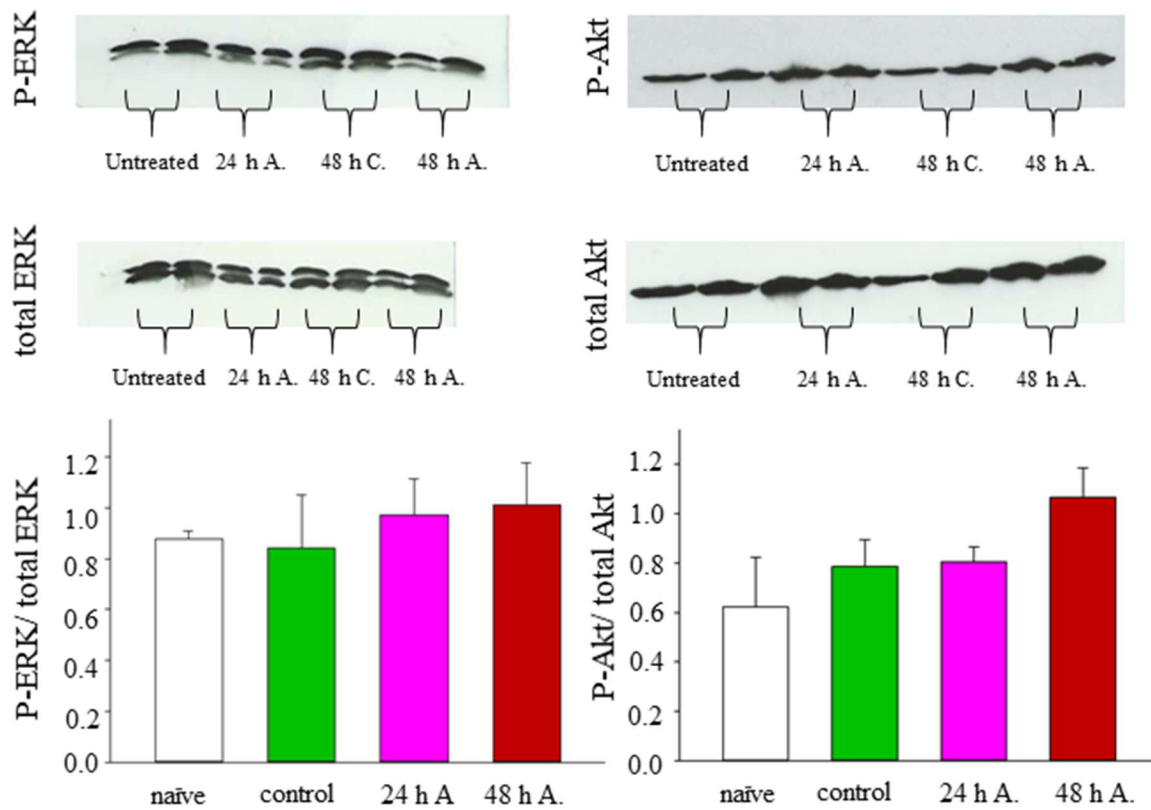 P-ERK
Untreated 24 h A. 48 h C. 48 h A.
P-Akt
Untreated 24 h A. 48 h C. 48 h A.
total ERK
Untreated 24 h A. 48 h C. 48 h A.
total Akt
Untreated 24 h A. 48 h C. 48 h A.
P-ERK/ total ERK
1.2
1.0
0.8
0.6
0.4
0.2
0.0
naïve control 24 h A 48 h A.
P-Akt/ total Akt
1.2
1.0
0.8
0.6
0.4
0.2
0.0
naïve control 24 h A. 48 h A.